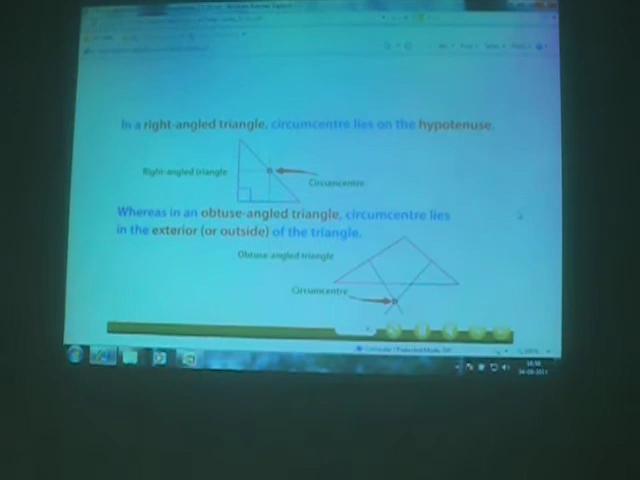 In a right-angled triangle, circumcentre lies on the hypotenuse.
Right-angled triangle
Circumcentre
Whereas in an obtuse-angled triangle, circumcentre lies
in the exterior (or outside) of the triangle.
Obtuse-angled triangle
Circumcentre